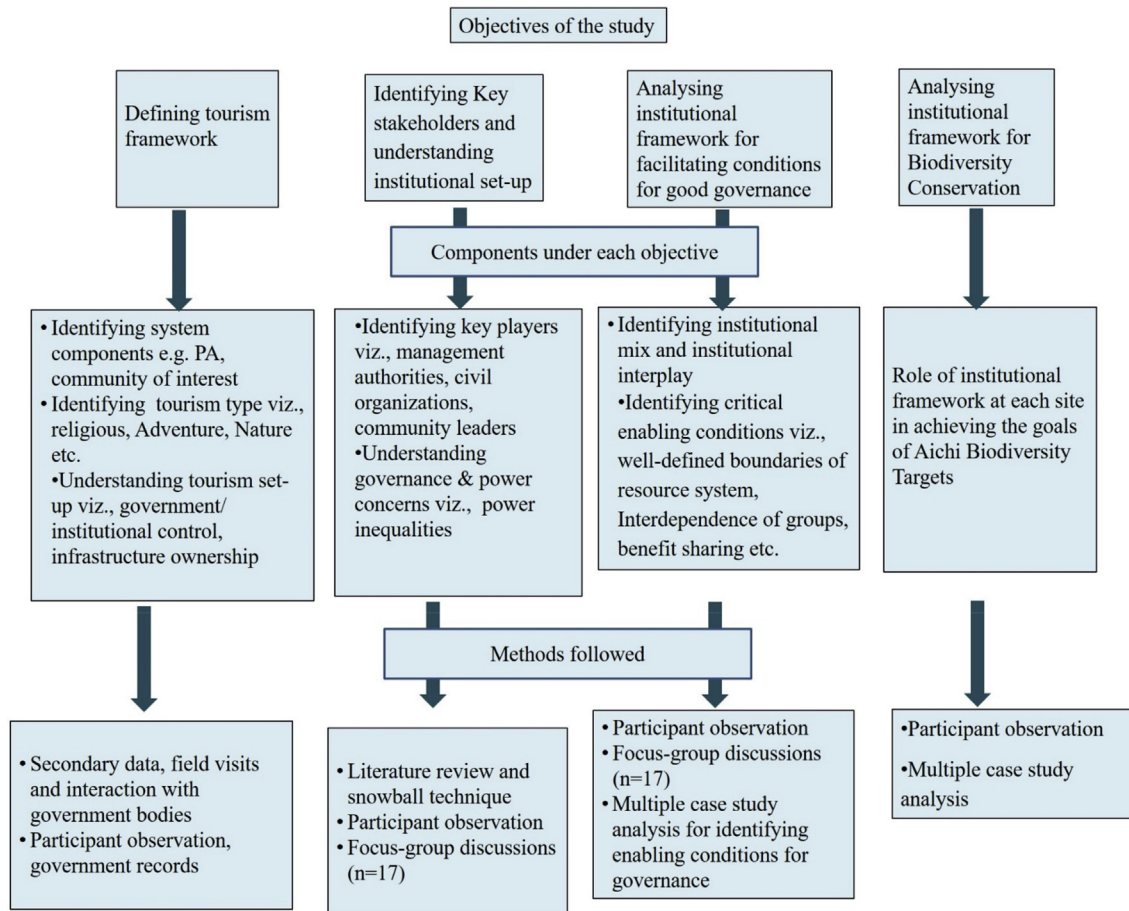 Objectives of the study
Defining tourism
framework
Identifying Key
stakeholders and
understanding
institutional set-up
Analysing
institutional
framework for
facilitating conditions
for good governance
Analysing
institutional
framework for
Biodiversity
Conservation
Components under each objective
•Identifying system
components e.g. PA,
community of interest
•Identifying tourism type viz.,
religious, Adventure, Nature
etc.
•Understanding tourism set-
up viz., government/
institutional control,
infrastructure ownership
•Identifying key players
viz., management
authorities, civil
organizations,
community leaders
•Understanding
governance & power
concerns viz., power
inequalities
•Identifying institutional
mix and institutional
interplay
•Identifying critical
enabling conditions viz.,
well-defined boundaries of
resource system,
Interdependence of groups,
benefit sharing etc.
Role of institutional
framework at each site
in achieving the goals
of Aichi Biodiversity
Targets
Methods followed
•Secondary data, field visits
and interaction with
government bodies
•Participant observation,
government records
•Literature review and
snowball technique
•Participant observation
•Focus-group discussions
(n=17)
•Participant observation
•Focus-group discussions
(n=17)
•Multiple case study
analysis for identifying
enabling conditions for
governance
•Participant observation
•Multiple case study
analysis